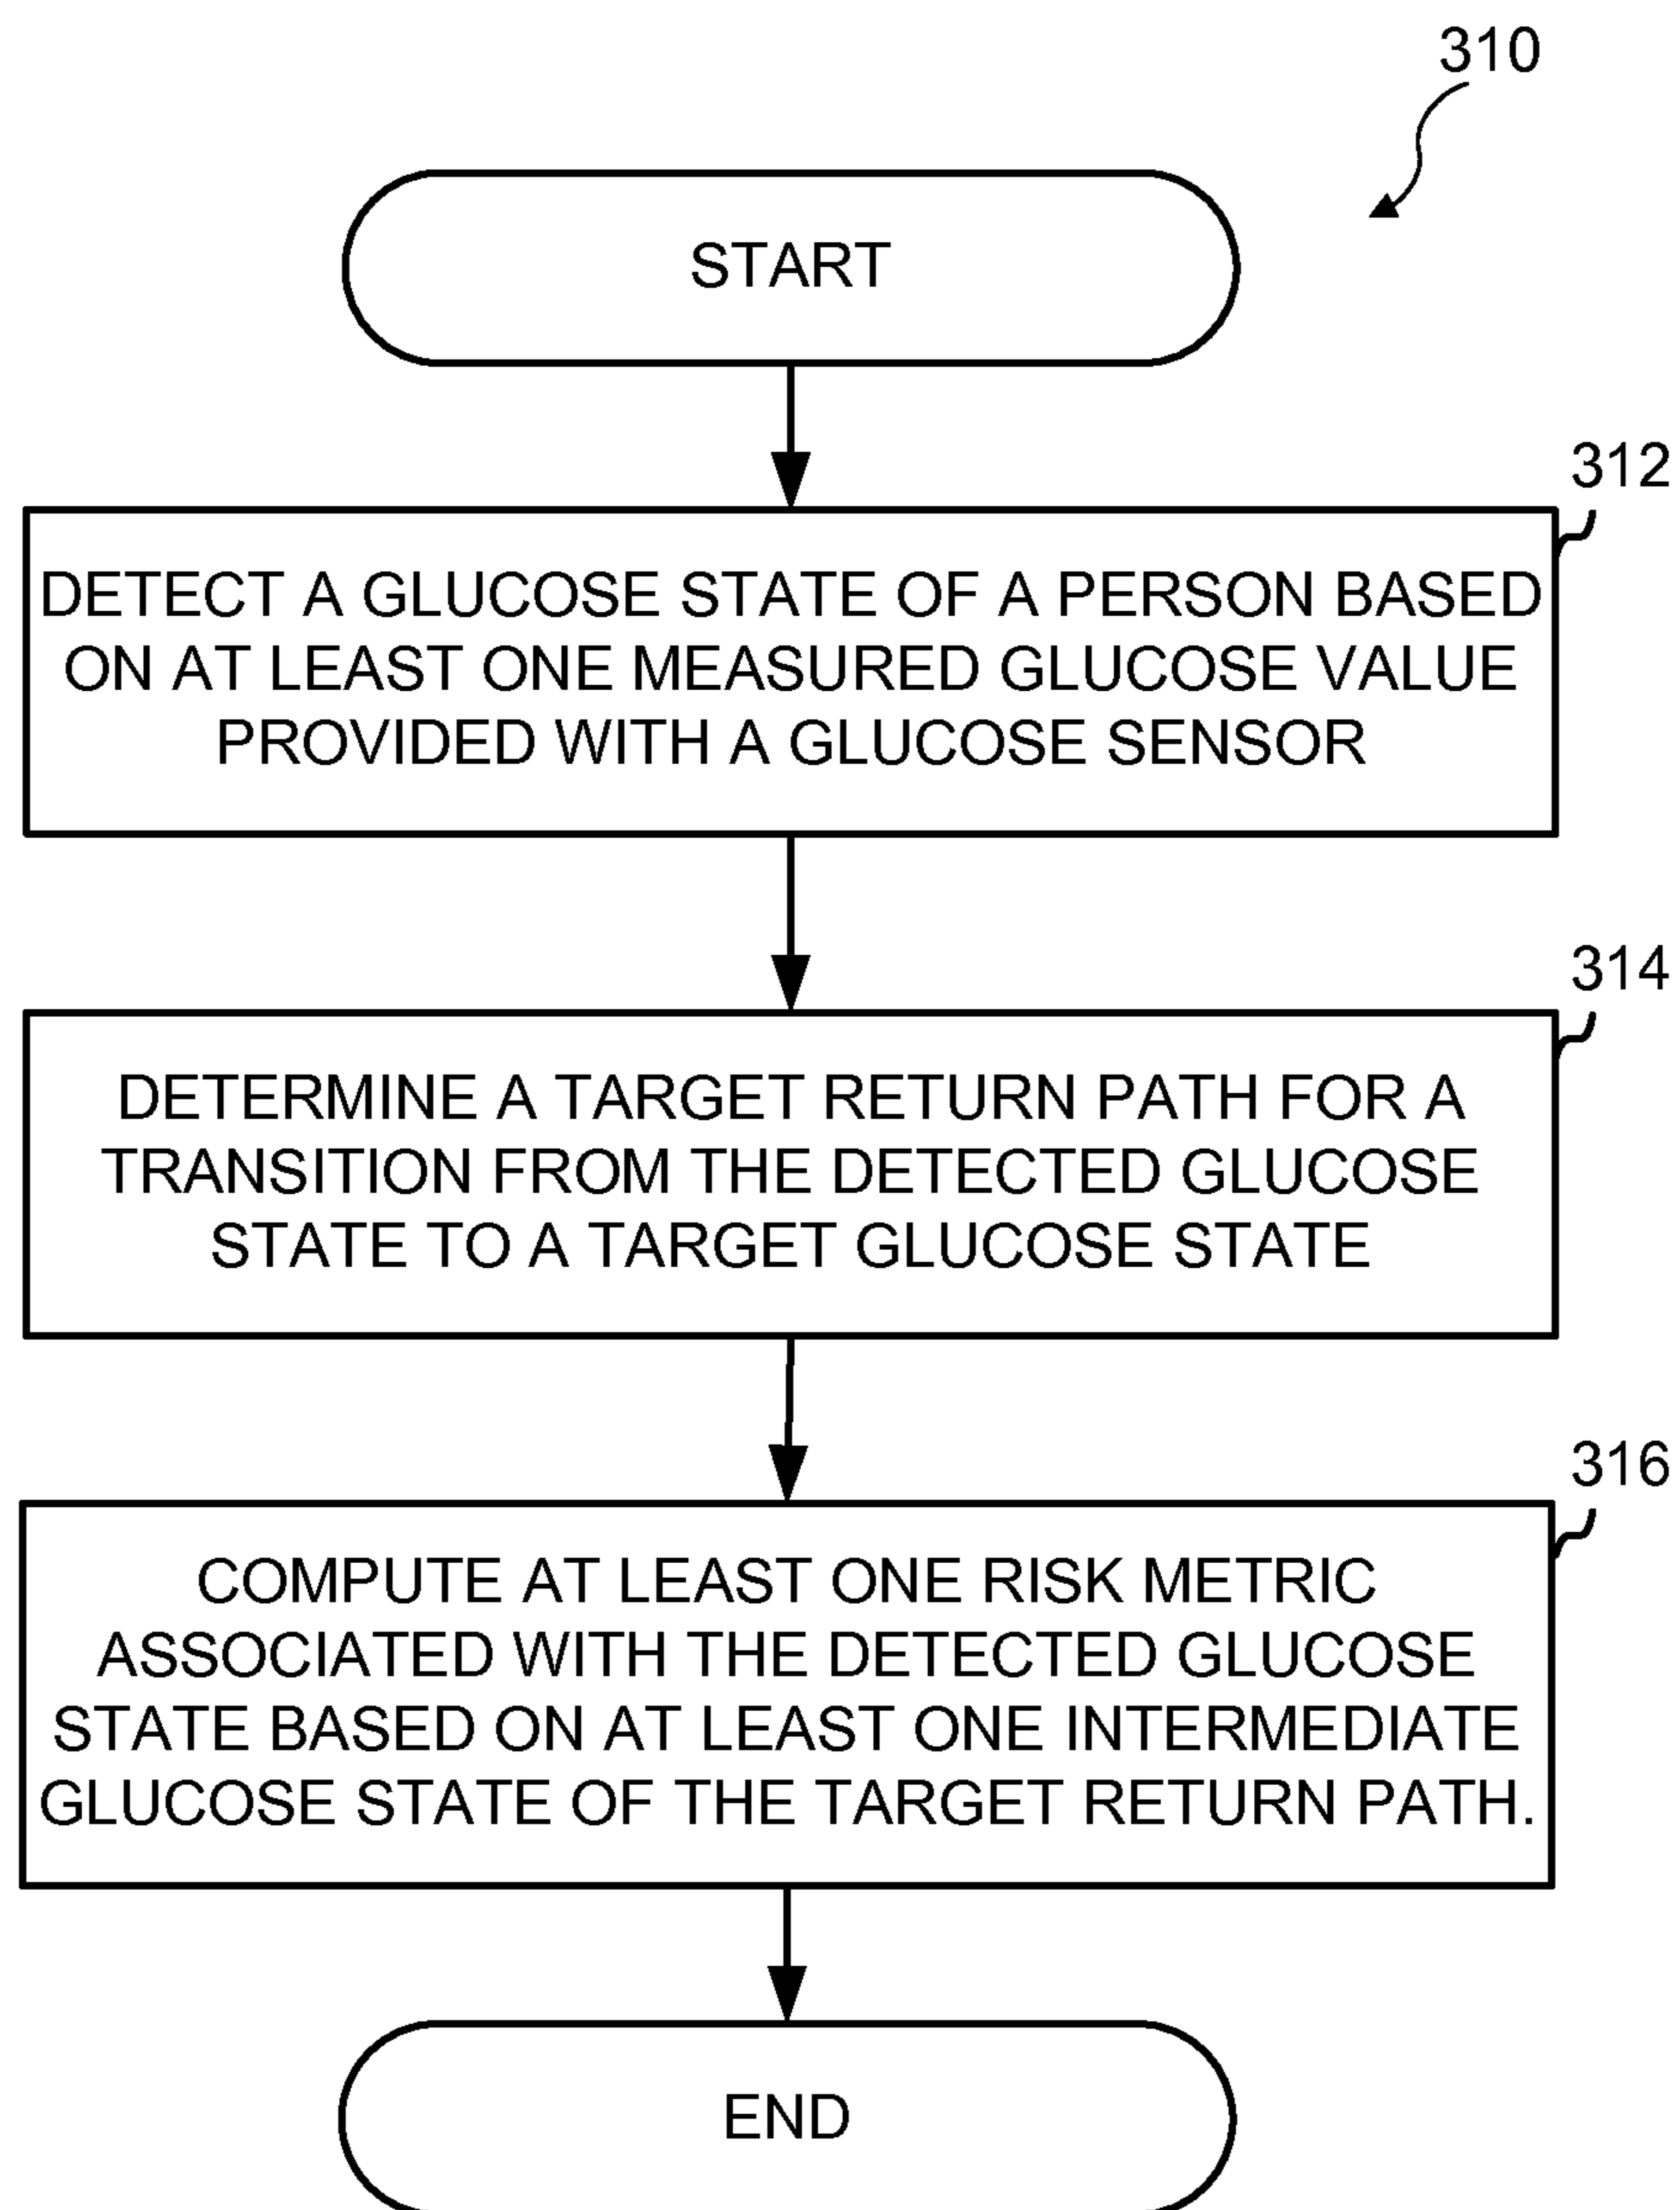 310
START
312
DETECT A GLUCOSE STATE OF A PERSON BASED
ON AT LEAST ONE MEASURED GLUCOSE VALUE
PROVIDED WITH A GLUCOSE SENSOR
314
DETERMINE A TARGET RETURN PATH FOR A
TRANSITION FROM THE DETECTED GLUCOSE
STATE TO A TARGET GLUCOSE STATE
316
COMPUTE AT LEAST ONE RISK METRIC
ASSOCIATED WITH THE DETECTED GLUCOSE
STATE BASED ON AT LEAST ONE INTERMEDIATE
GLUCOSE STATE OF THE TARGET RETURN PATH.
END